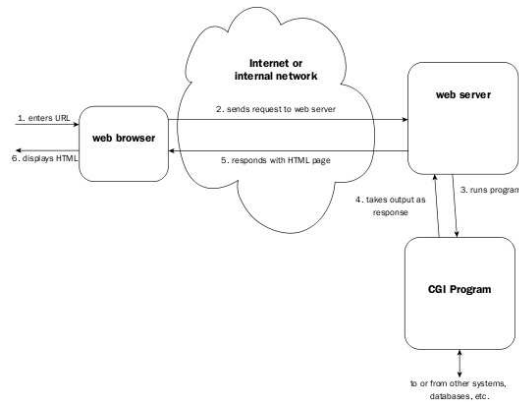 Internet or
internal network
web server
2. sends request to web server
1. enters URL
web browser
6. displays HTML
5. responds with HTML page
3. runs program
4. takes output as
response
CGI Program
to or from other systems,
databases, etc.